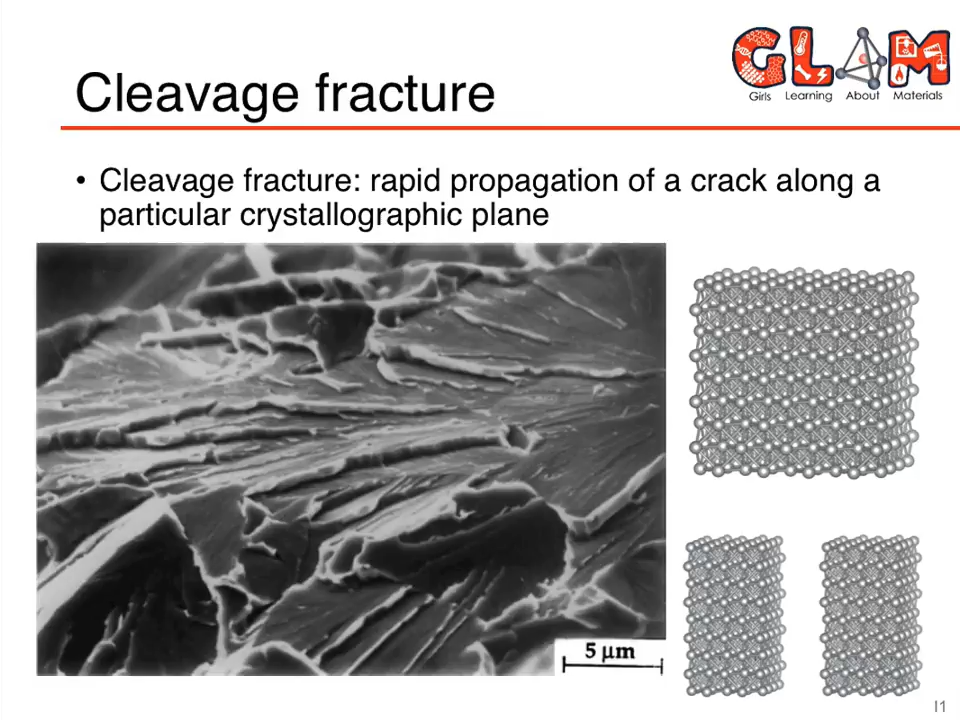 GLAM
Girls Learning About Materials
Cleavage fracture
• Cleavage fracture: rapid propagation of a crack along a
particular crystallographic plane
5 µm
11